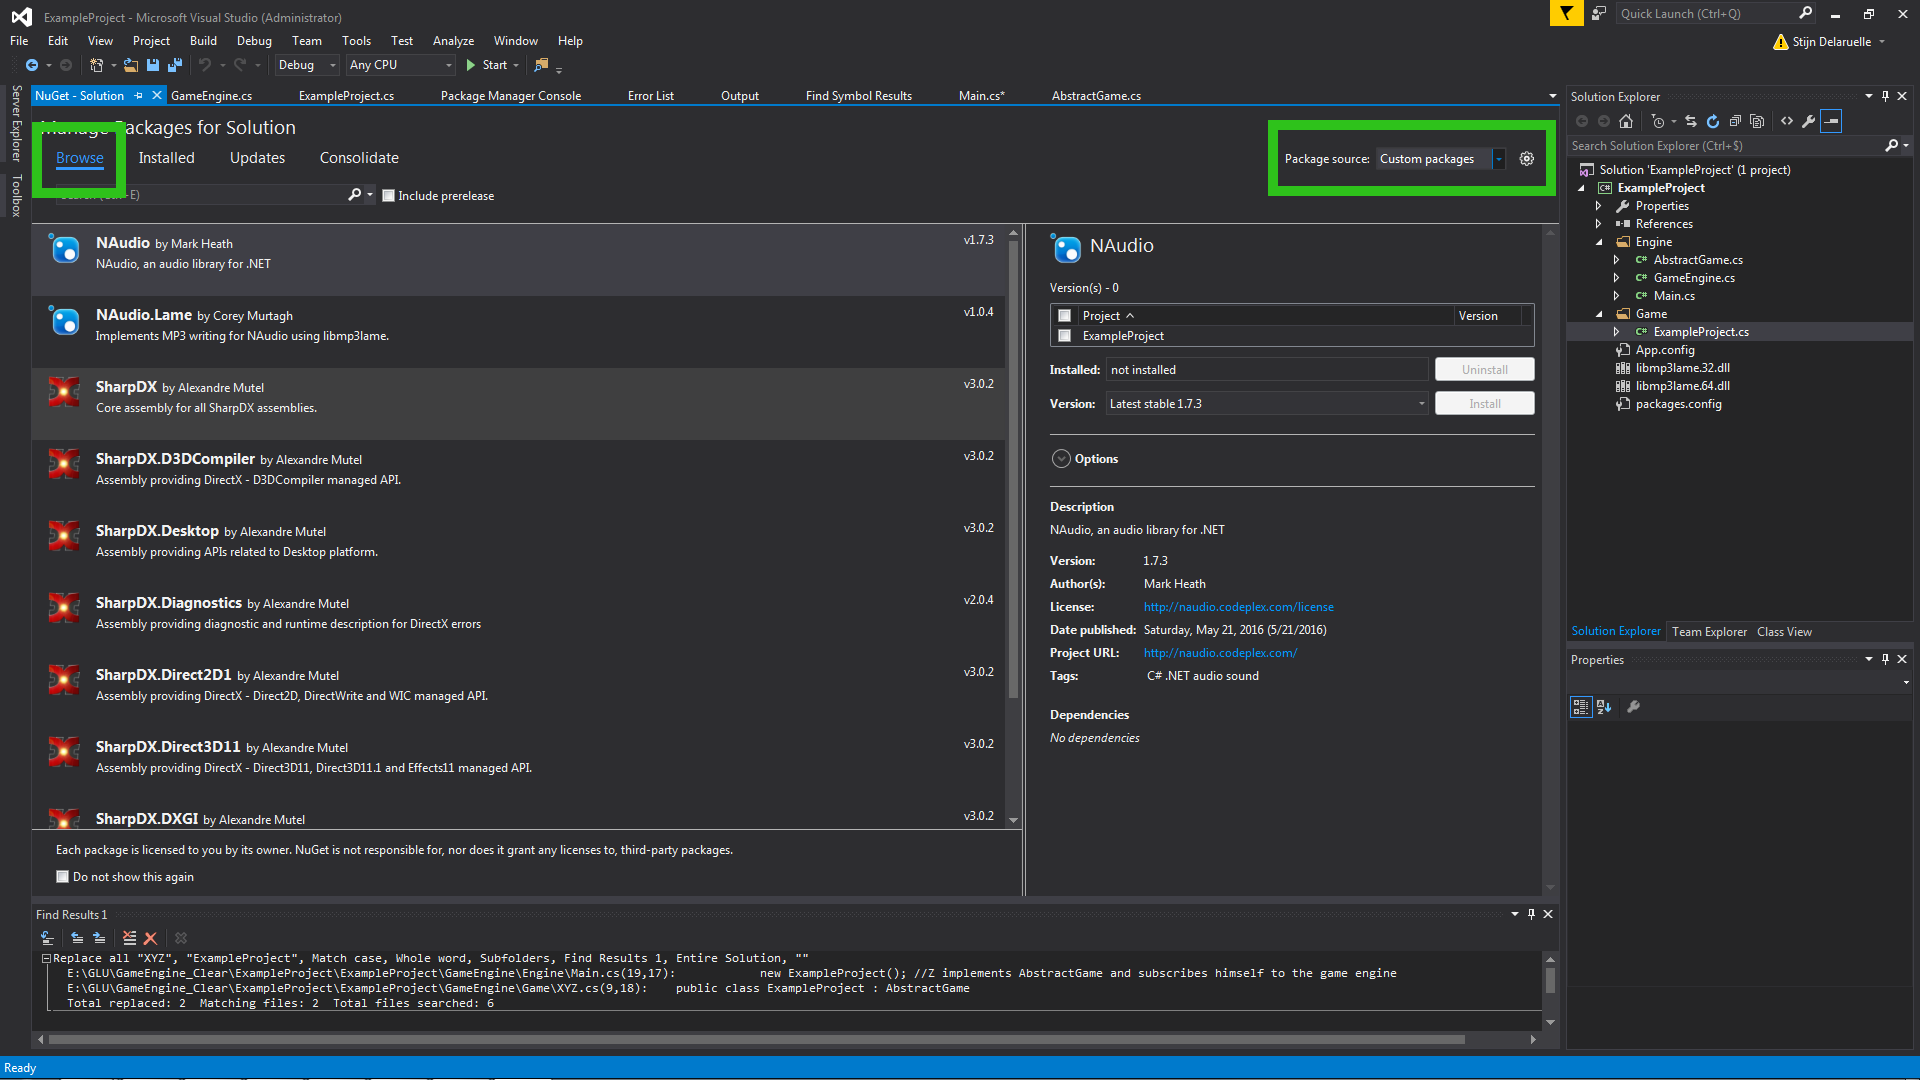 ExampleProject - Microsoft Visual Studio (Administrator)
Quick Launch (Ctrl+Q)
File Edit View Project Build Debug Team Tools Test Analyze Window Help
Stijn Delaruelle
Debug Any CPU Start
Server Explorer
Toolbox
NuGet - Solution GameEngine.cs ExampleProject.cs Package Manager Console Error List Output Find Symbol Results Main.cs* AbstractGame.cs
Manage Packages for Solution
Browse Installed Updates Consolidate
Package source: Custom packages
Search (Ctrl+E)
Include prerelease
NAudio by Mark Heath v1.7.3
NAudio, an audio library for .NET
NAudio.Lame by Corey Murtagh v1.0.4
Implements MP3 writing for NAudio using libmp3lame.
SharpDX by Alexandre Mutel v3.0.2
Core assembly for all SharpDX assemblies.
SharpDX.D3DCompiler by Alexandre Mutel v3.0.2
Assembly providing DirectX - D3DCompiler managed API.
SharpDX.Desktop by Alexandre Mutel v3.0.2
Assembly providing APIs related to Desktop platform.
SharpDX.Diagnostics by Alexandre Mutel v2.0.4
Assembly providing diagnostic and runtime description for DirectX errors
SharpDX.Direct2D1 by Alexandre Mutel v3.0.2
Assembly providing DirectX - Direct2D, DirectWrite and WIC managed API.
SharpDX.Direct3D11 by Alexandre Mutel v3.0.2
Assembly providing DirectX - Direct3D11, Direct3D11.1 and Effects11 managed API.
SharpDX.DXGI by Alexandre Mutel v3.0.2
Each package is licensed to you by its owner. NuGet is not responsible for, nor does it grant any licenses to, third-party packages.
Do not show this again
NAudio
Version(s) - 0
Project Version
ExampleProject
Installed: not installed Uninstall
Version: Latest stable 1.7.3 Install
Options
Description
NAudio, an audio library for .NET
Version: 1.7.3
Author(s): Mark Heath
License: http://naudio.codeplex.com/license
Date published: Saturday, May 21, 2016 (5/21/2016)
Project URL: http://naudio.codeplex.com/
Tags: C# .NET audio sound
Dependencies
No dependencies
Solution Explorer
Search Solution Explorer (Ctrl+$)
Solution 'ExampleProject' (1 project)
C# ExampleProject
Properties
References
Engine
C# AbstractGame.cs
C# GameEngine.cs
C# Main.cs
Game
C# ExampleProject.cs
App.config
libmp3lame.32.dll
libmp3lame.64.dll
packages.config
Solution Explorer Team Explorer Class View
Properties
Find Results 1
Replace all "XYZ", "ExampleProject", Match case, Whole word, Subfolders, Find Results 1, Entire Solution, ""
E:\GLU\GameEngine_Clear\ExampleProject\ExampleProject\GameEngine\Engine\Main.cs(19,17): new ExampleProject(); //Z implements AbstractGame and subscribes himself to the game engine
E:\GLU\GameEngine_Clear\ExampleProject\ExampleProject\GameEngine\Game\XYZ.cs(9,18): public class ExampleProject : AbstractGame
Total replaced: 2 Matching files: 2 Total files searched: 6
Ready